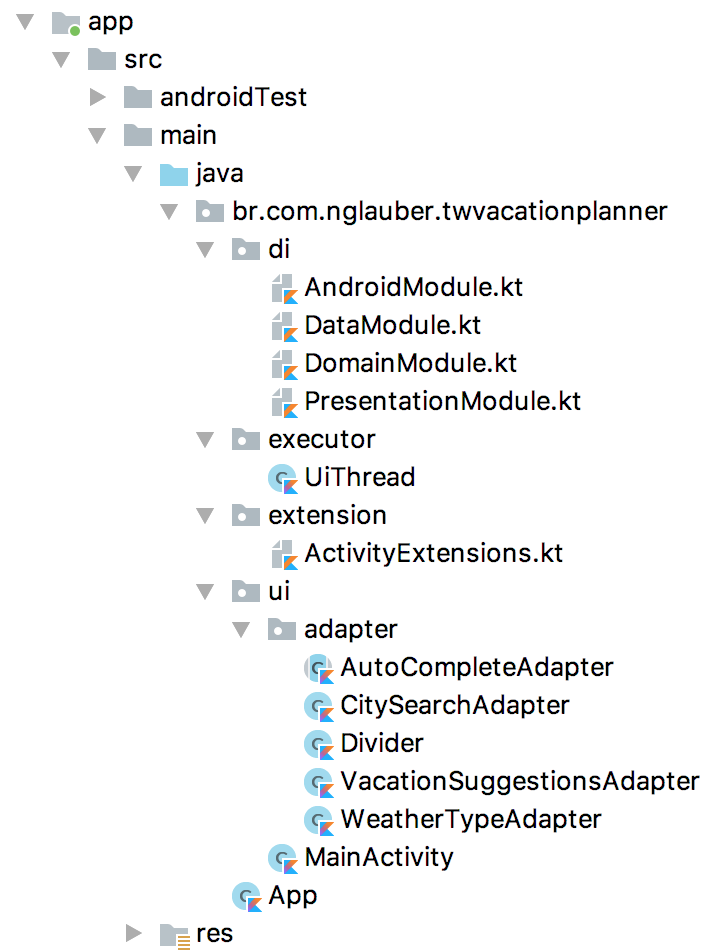 app
src
androidTest
main
java
br.com.nglauber.twvacationplanner
di
AndroidModule.kt
DataModule.kt
DomainModule.kt
PresentationModule.kt
executor
UiThread
extension
ActivityExtensions.kt
ui
adapter
AutoCompleteAdapter
CitySearchAdapter
Divider
VacationSuggestionsAdapter
WeatherTypeAdapter
MainActivity
App
res